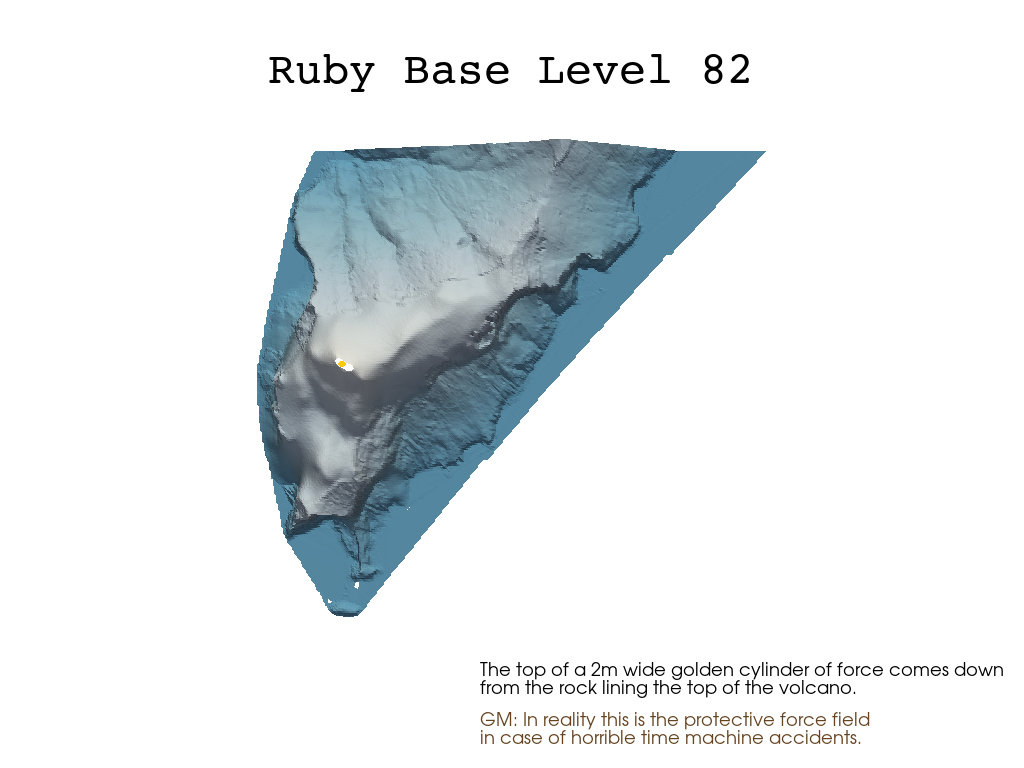 Ruby Base Level 82
The top of a 2m wide golden cylinder of force comes down
from the rock lining the top of the volcano.
GM: In reality this is the protective force field
in case of horrible time machine accidents.